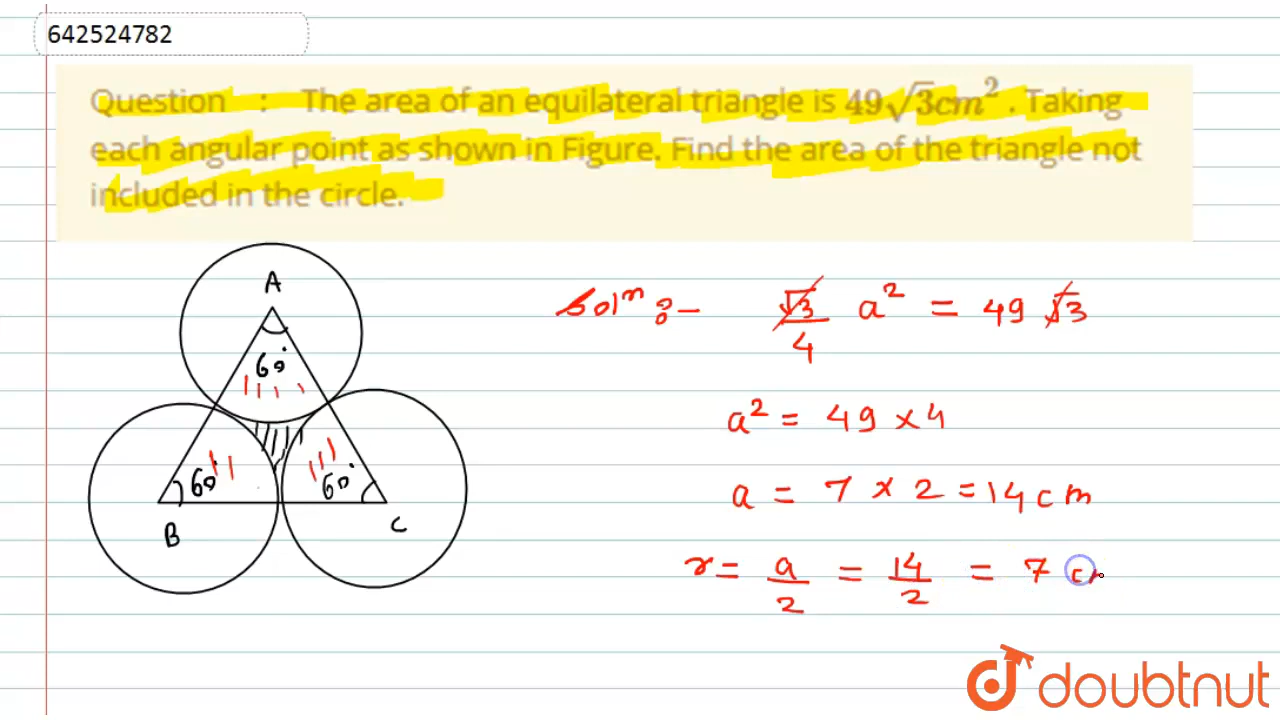 642524782
Question : The area of an equilateral triangle is 49√3cm² . Taking
each angular point as shown in Figure. Find the area of the triangle not
included in the circle.
A
60°
B
60°
60°
C
Solⁿ :- √3/4 a² = 49 √3
a² = 49 × 4
a = 7 × 2 = 14 cm
r = a/2 = 14/2 = 7 cm
doubtnut